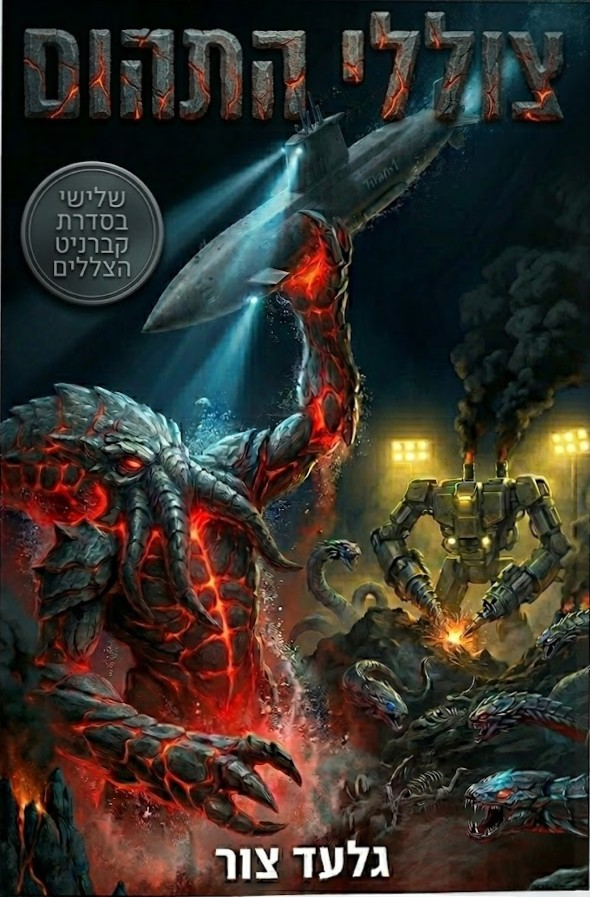 צוללי התהום
שלישי
בסדרת
קברניט
הצללים
גלעד צור